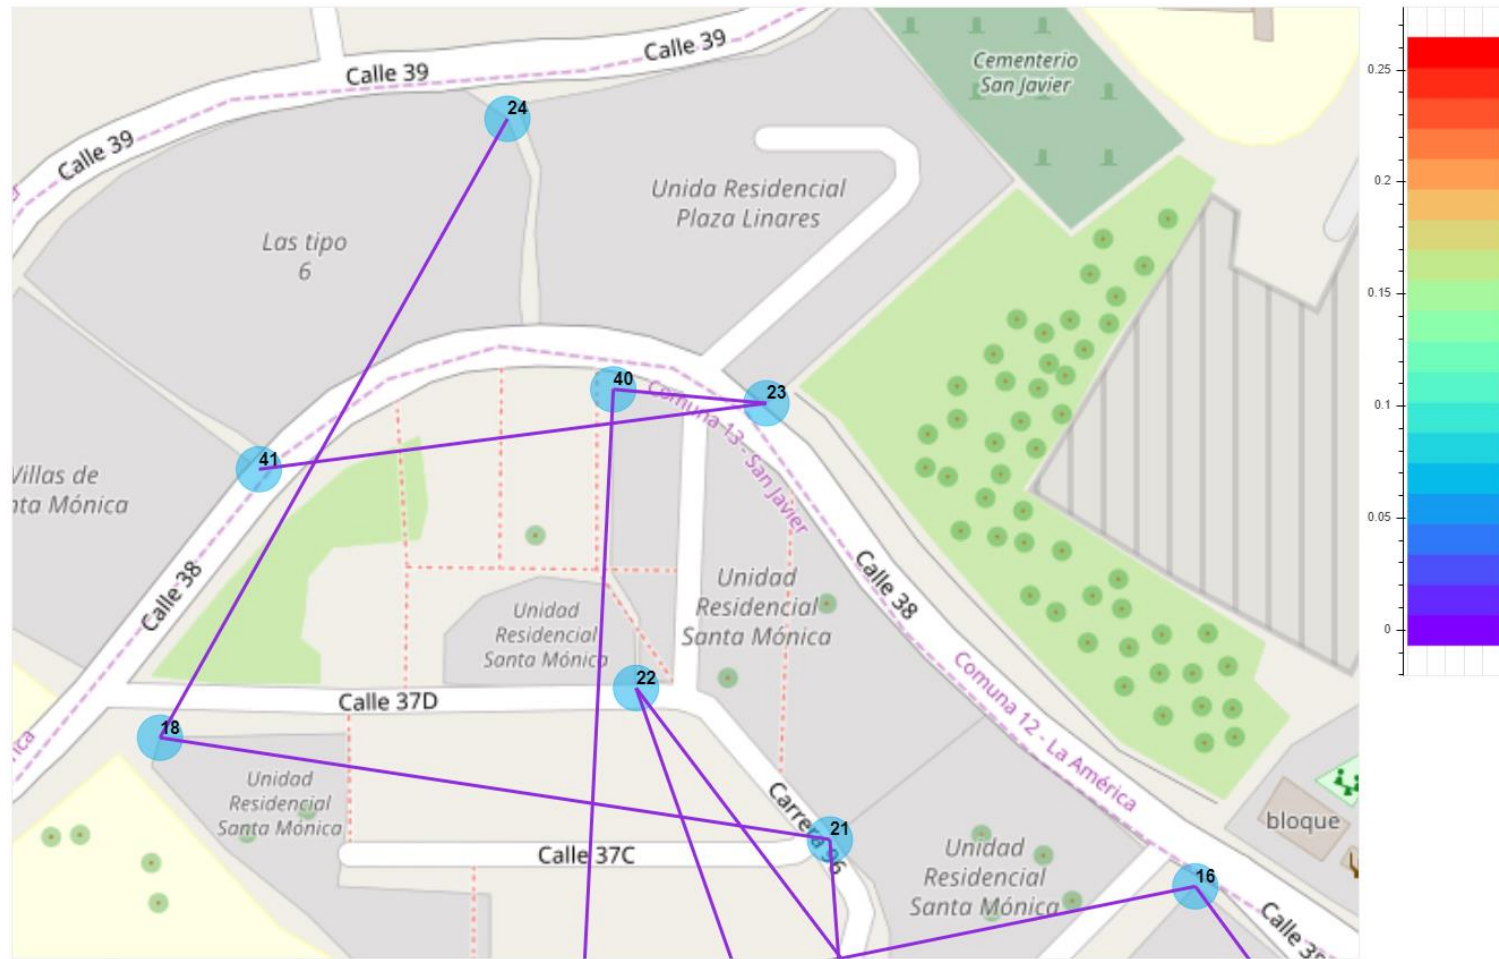 Calle 39
Calle 39
Calle 39
Cementerio
San Javier
24
Unida Residencial
Plaza Linares
Las tipo
6
0.25
0.2
0.15
0.1
0.05
0
40
23
Comuna 13 - San Javier
41
Villas de
nta Mónica
Calle 38
Calle 38
Unidad
Residencial
Santa Mónica
Unidad
Residencial
Santa Mónica
22
Calle 37D
18
ica
Comuna 12 - La América
Unidad
Residencial
Santa Mónica
Carrera 96
21
Calle 37C
bloque
Unidad
Residencial
Santa Mónica
16